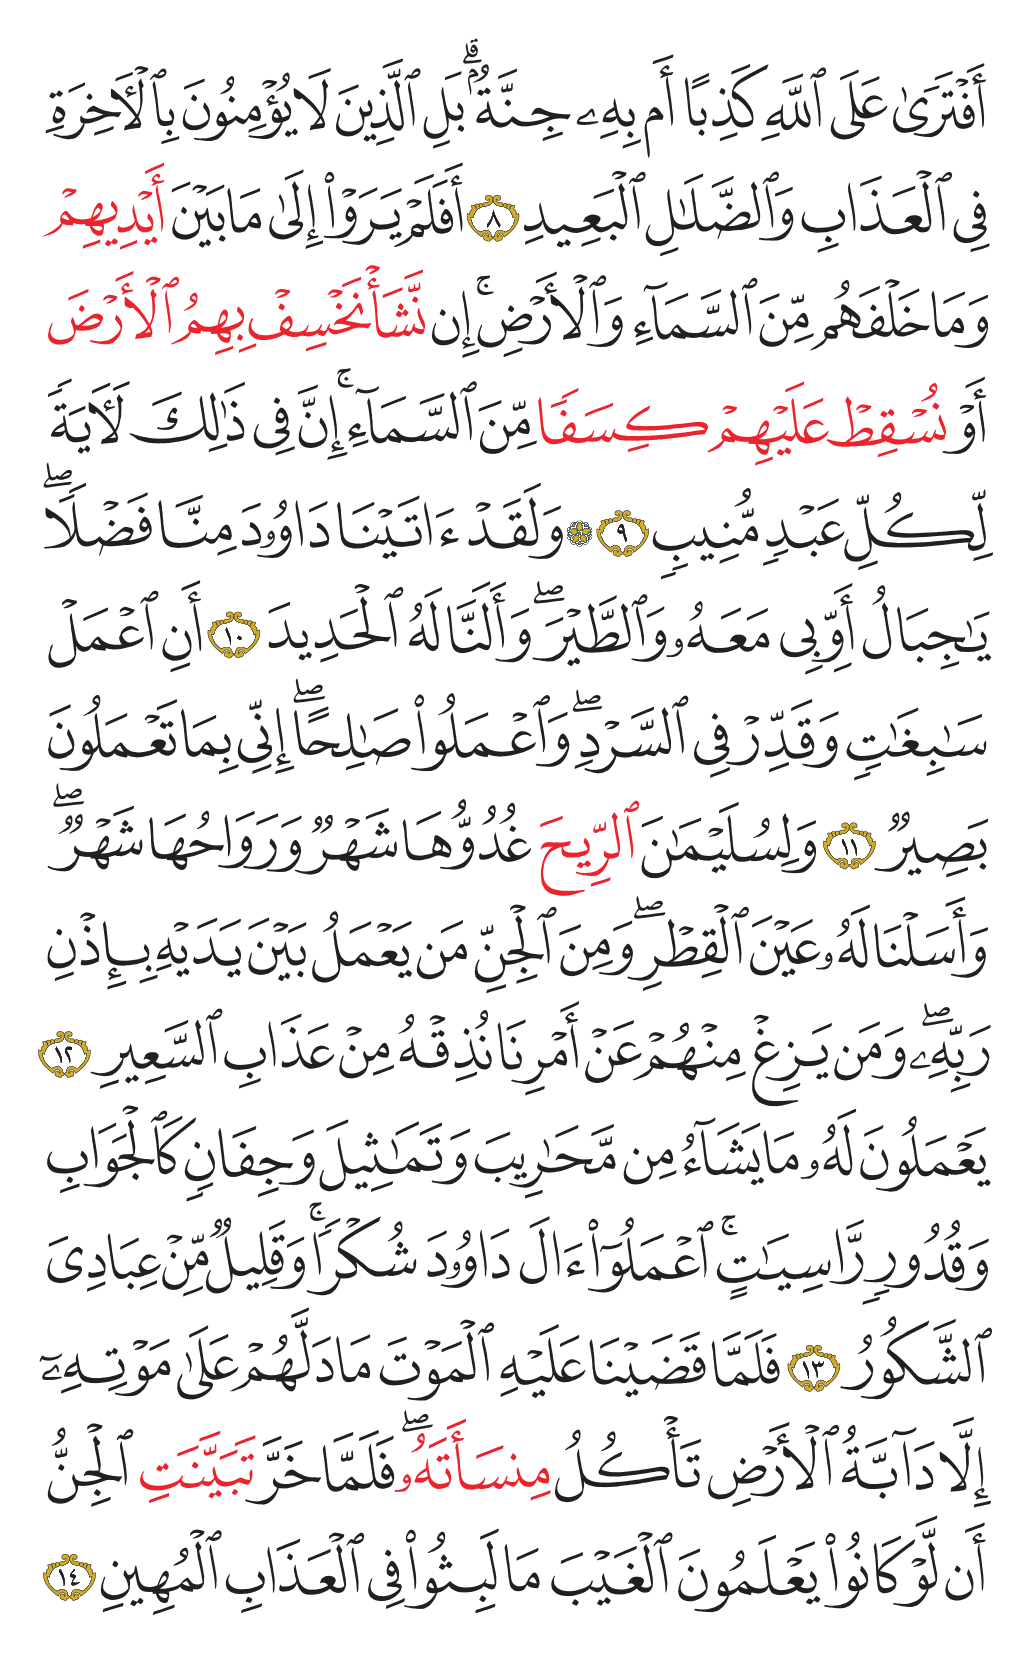 أَفْتَرَىٰ عَلَى ٱللَّهِ كَذِبًا أَم بِهِۦ جِنَّةُۢۗ بَلِ ٱلَّذِينَ لَا يُؤْمِنُونَ بِٱلْأَخِرَةِ
فِى ٱلْعَذَابِ وَٱلضَّلَـٰلِ ٱلْبَعِيدِ ٨ أَفَلَمْ يَرَوْا۟ إِلَىٰ مَا بَيْنَ أَيْدِيهِمْ
وَمَا خَلْفَهُم مِّنَ ٱلسَّمَآءِ وَٱلْأَرْضِۚ إِن نَّشَأْ نَخْسِفْ بِهِمُ ٱلْأَرْضَ
أَوْ نُسْقِطْ عَلَيْهِمْ كِسَفًا مِّنَ ٱلسَّمَآءِۚ إِنَّ فِى ذَٰلِكَ لَأَيَةً
لِّكُلِّ عَبْدٍ مُّنِيبٍ ٩ ۞ وَلَقَدْ ءَاتَيْنَا دَاوُۥدَ مِنَّا فَضْلًاۖ
يَـٰجِبَالُ أَوِّبِى مَعَهُۥ وَٱلطَّيْرَۖ وَأَلَنَّا لَهُ ٱلْحَدِيدَ ١٠ أَنِ ٱعْمَلْ
سَـٰبِغَـٰتٍ وَقَدِّرْ فِى ٱلسَّرْدِۖ وَٱعْمَلُوا۟ صَـٰلِحًاۖ إِنِّى بِمَا تَعْمَلُونَ
بَصِيرٌ ١١ وَلِسُلَيْمَـٰنَ ٱلرِّيحَ غُدُوُّهَا شَهْرٌ وَرَوَاحُهَا شَهْرٌۖ
وَأَسَلْنَا لَهُۥ عَيْنَ ٱلْقِطْرِۖ وَمِنَ ٱلْجِنِّ مَن يَعْمَلُ بَيْنَ يَدَيْهِ بِإِذْنِ
رَبِّهِۦۖ وَمَن يَزِغْ مِنْهُمْ عَنْ أَمْرِنَا نُذِقْهُ مِنْ عَذَابِ ٱلسَّعِيرِ ١٢
يَعْمَلُونَ لَهُۥ مَا يَشَآءُ مِن مَّحَـٰرِيبَ وَتَمَـٰثِيلَ وَجِفَانٍ كَٱلْجَوَابِ
وَقُدُورٍ رَّاسِيَـٰتٍۚ ٱعْمَلُوٓا۟ ءَالَ دَاوُۥدَ شُكْرًاۚ وَقَلِيلٌ مِّنْ عِبَادِىَ
ٱلشَّكُورُ ١٣ فَلَمَّا قَضَيْنَا عَلَيْهِ ٱلْمَوْتَ مَا دَلَّهُمْ عَلَىٰ مَوْتِهِۦٓ
إِلَّا دَآبَّةُ ٱلْأَرْضِ تَأْكُلُ مِنسَأَتَهُۥۖ فَلَمَّا خَرَّ تَبَيَّنَتِ ٱلْجِنُّ
أَن لَّوْ كَانُوا۟ يَعْلَمُونَ ٱلْغَيْبَ مَا لَبِثُوا۟ فِى ٱلْعَذَابِ ٱلْمُهِينِ ١٤